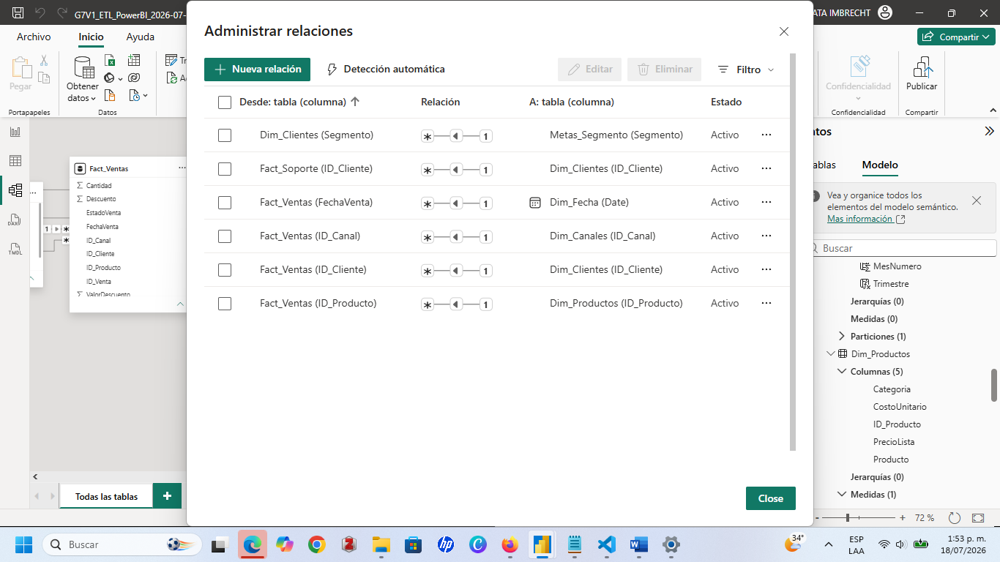 G7V1_ETL_PowerBI_2026-07-
ATA IMBRECHT
Archivo
Inicio
Ayuda
Compartir
Pegar
Obtener
datos
Portapapeles
Datos
Confidencialidad
Publicar
Confidencialidad
Compartir
Administrar relaciones
Nueva relación
Detección automática
Editar
Eliminar
Filtro
Desde: tabla (columna)
Relación
A: tabla (columna)
Estado
Dim_Clientes (Segmento)
* 1
Metas_Segmento (Segmento)
Activo
Fact_Soporte (ID_Cliente)
* 1
Dim_Clientes (ID_Cliente)
Activo
Fact_Ventas (FechaVenta)
* 1
Dim_Fecha (Date)
Activo
Fact_Ventas (ID_Canal)
* 1
Dim_Canales (ID_Canal)
Activo
Fact_Ventas (ID_Cliente)
* 1
Dim_Clientes (ID_Cliente)
Activo
Fact_Ventas (ID_Producto)
* 1
Dim_Productos (ID_Producto)
Activo
Close
Fact_Ventas
Cantidad
Descuento
EstadoVenta
FechaVenta
ID_Canal
ID_Cliente
ID_Producto
ID_Venta
ValorDescuento
1 *
*
DAX
TMDL
Todas las tablas
tos
ablas
Modelo
Vea y organice todos los
elementos del modelo semántico.
Mas información
Buscar
MesNumero
Trimestre
Jerarquías (0)
Medidas (0)
Particiones (1)
Dim_Productos
Columnas (5)
Categoria
CostoUnitario
ID_Producto
PrecioLista
Producto
Jerarquías (0)
Medidas (1)
- + 72 %
Buscar
hp
34°
ESP
LAA
1:53 p. m.
18/07/2026